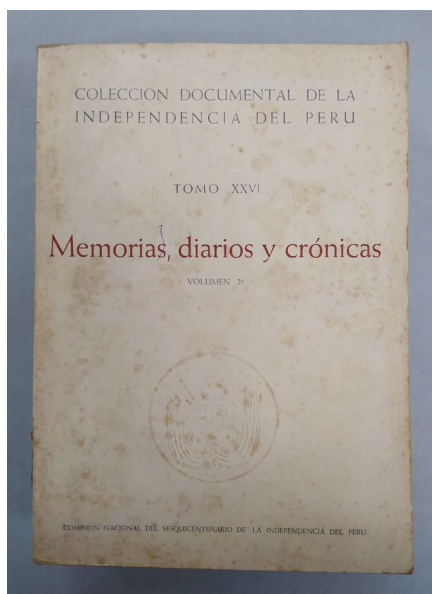 COLECCION DOCUMENTAL DE LA
INDEPENDENCIA DEL PERU
TOMO XXVI
Memorias, diarios y crónicas
VOLUMEN 2º
COMISION NACIONAL DEL SESQUICENTENARIO DE LA INDEPENDENCIA DEL PERU